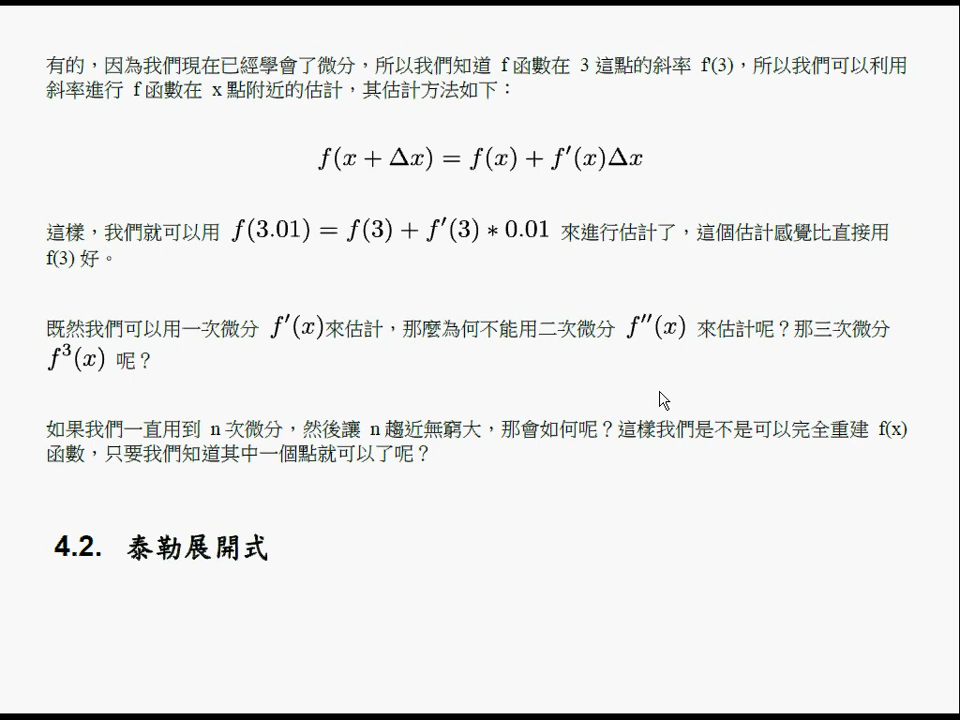 有的，因為我們現在已經學會了微分，所以我們知道 f 函數在 3 這點的斜率 f'(3)，所以我們可以利用
斜率進行 f 函數在 x 點附近的估計，其估計方法如下：
f(x + Δx) = f(x) + f′(x)Δx
這樣，我們就可以用 f(3.01) = f(3) + f′(3) ∗ 0.01 來進行估計了，這個估計感覺比直接用
f(3) 好。
既然我們可以用一次微分 f′(x)來估計，那麼為何不能用二次微分 f′′(x) 來估計呢？那三次微分
f³(x) 呢？
如果我們一直用到 n 次微分，然後讓 n 趨近無窮大，那會如何呢？這樣我們是不是可以完全重建 f(x)
函數，只要我們知道其中一個點就可以了呢？
4.2. 泰勒展開式